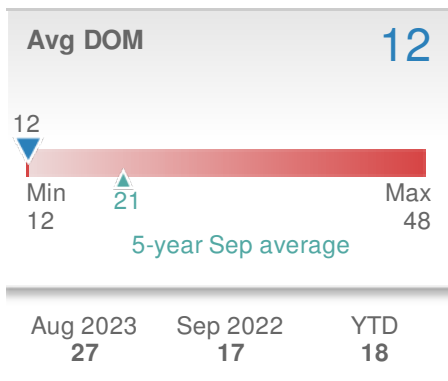 Avg DOM 12
12
Min Max
12 48
21
5-year Sep average
Aug 2023 Sep 2022 YTD
27 17 18